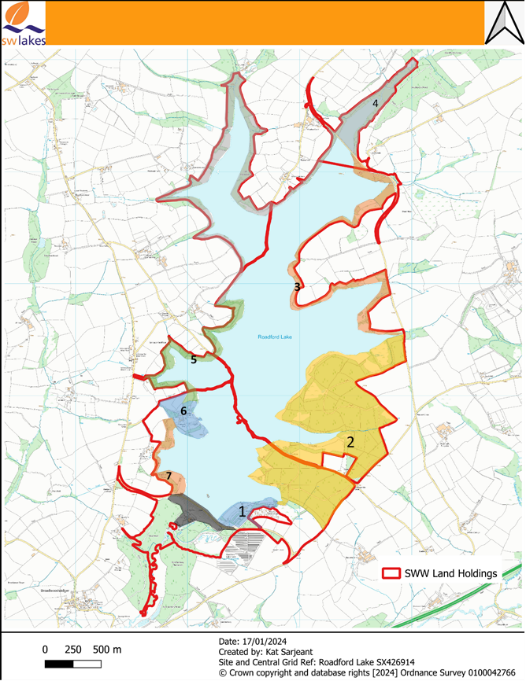 swlakes
4
3
Roadford Lake
5
6
2
7
1
SWW Land Holdings
0 250 500 m
Date: 17/01/2024
Created by: Kat Sarjeant
Site and Central Grid Ref: Roadford Lake SX426914
© Crown copyright and database rights [2024] Ordnance Survey 0100042766